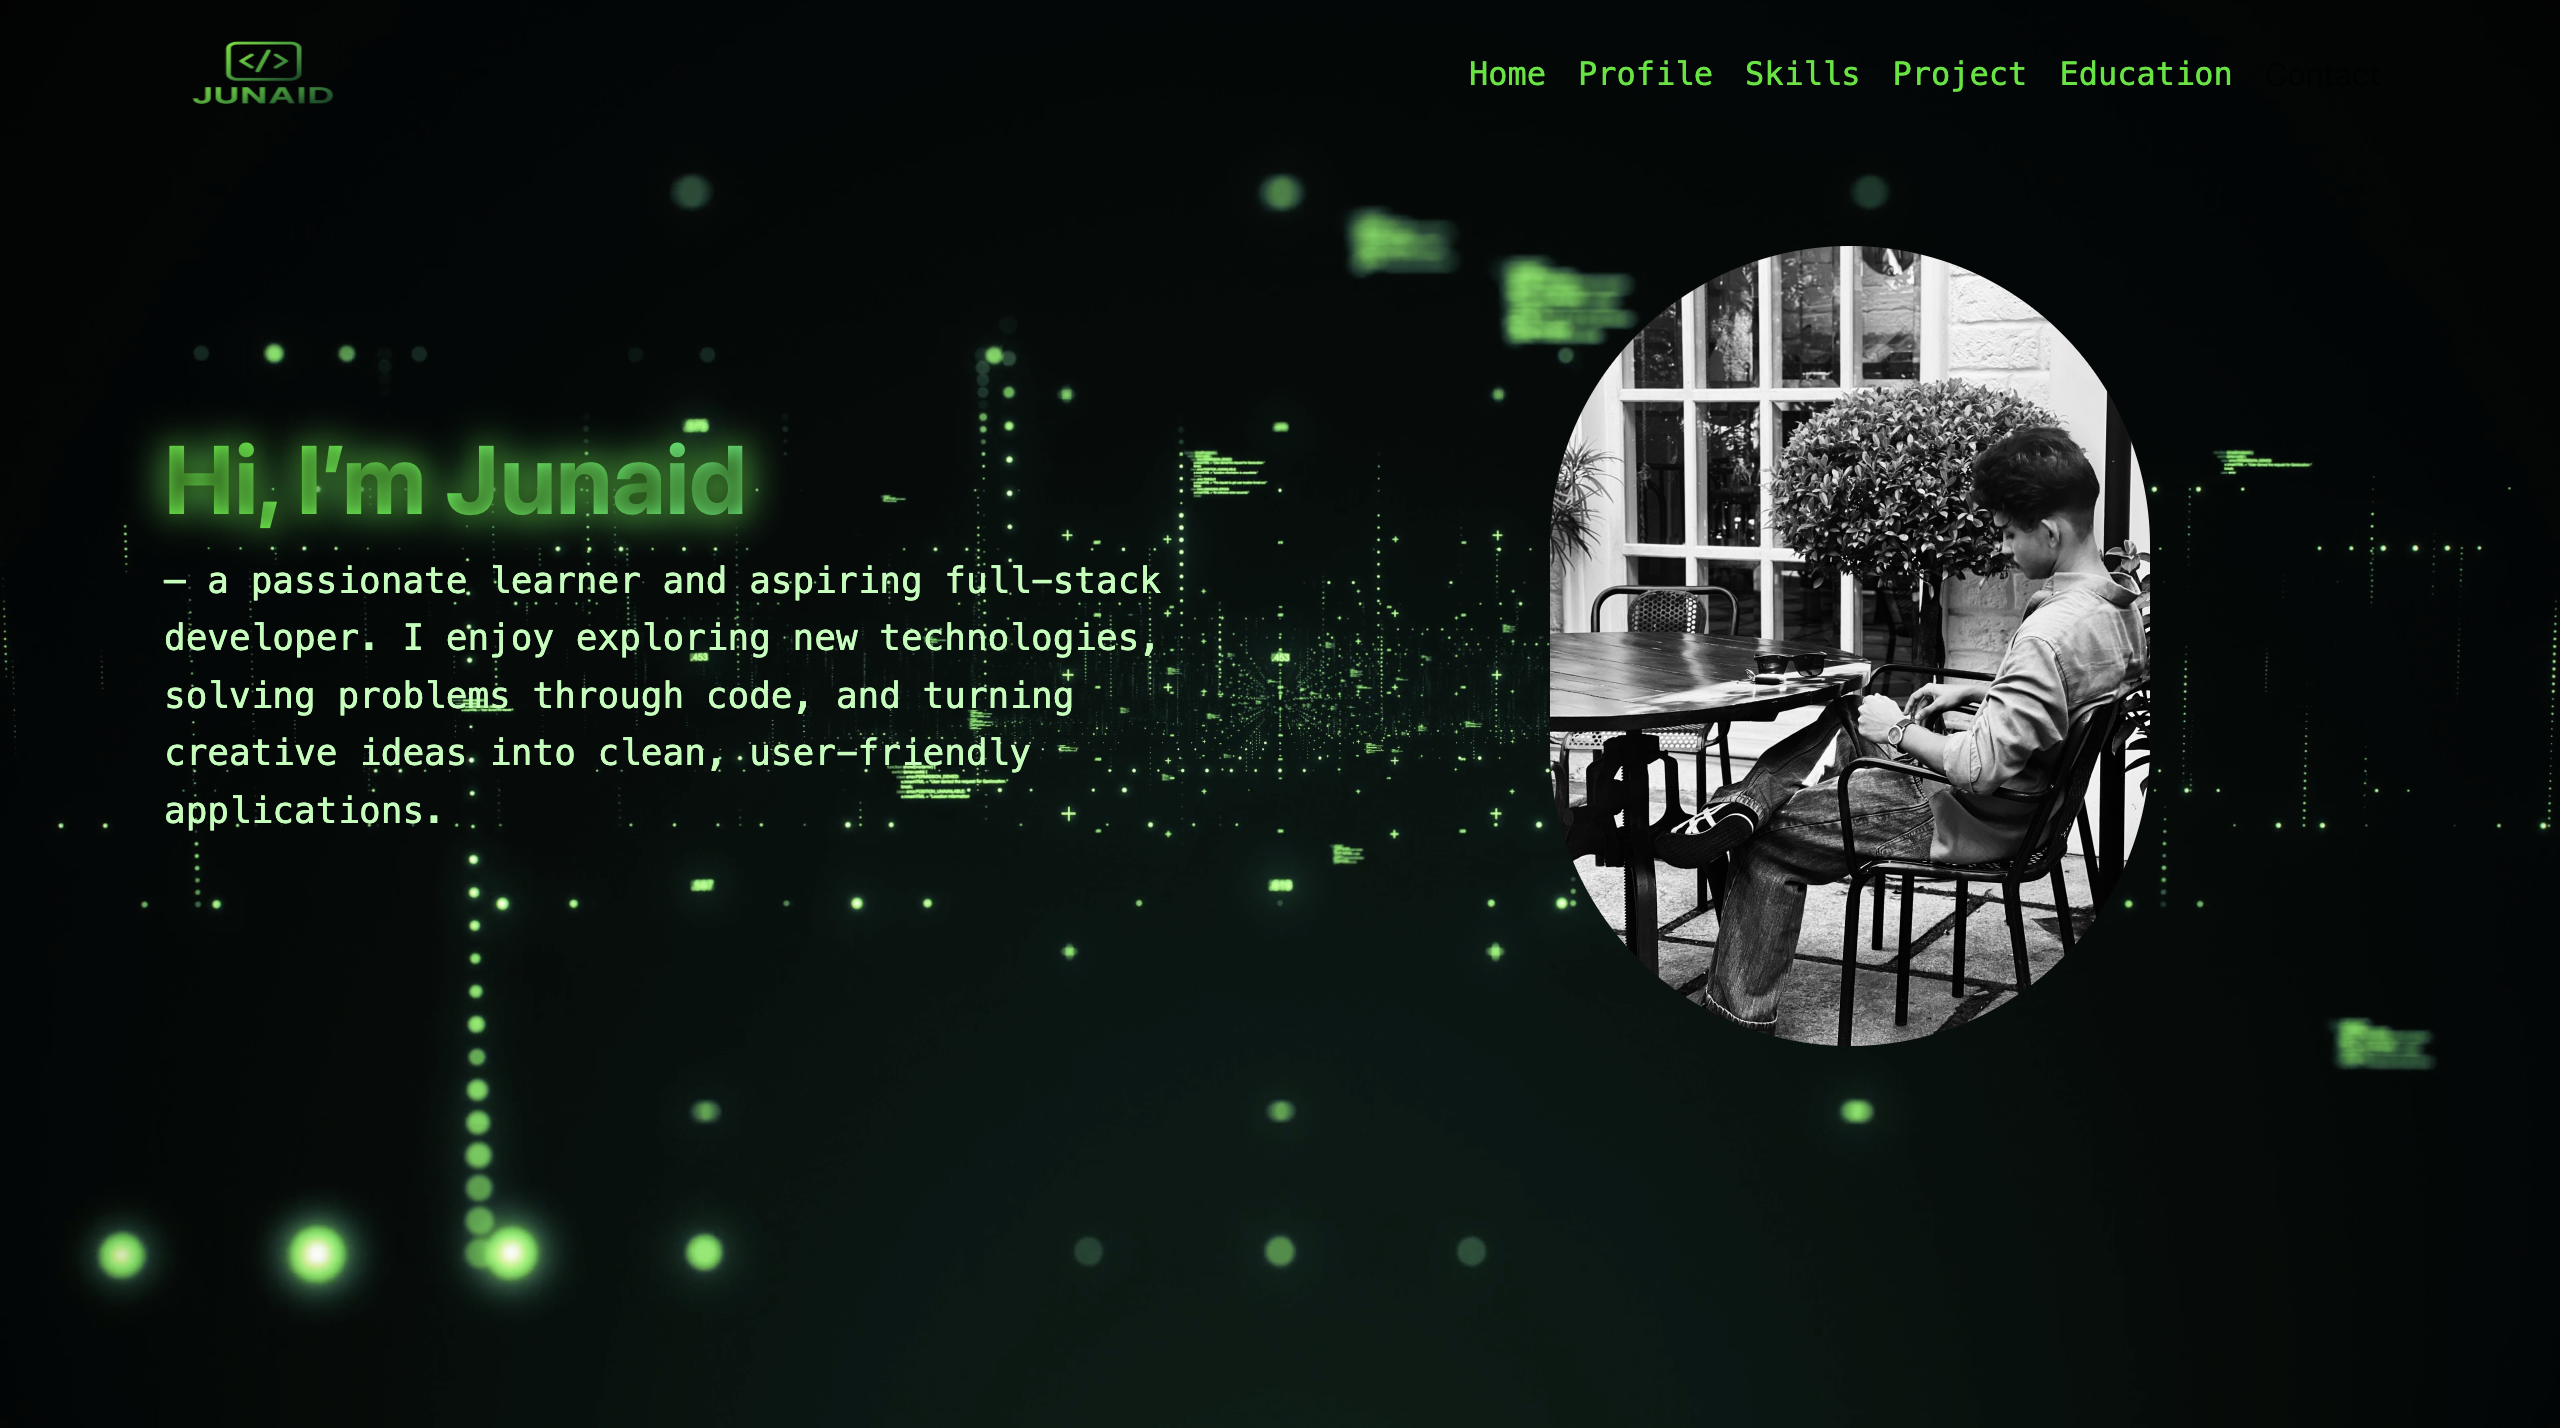 </>
JUNAID
Home Profile Skills Project Education Contact
Hi, I’m Junaid
— a passionate learner and aspiring full-stack
developer. I enjoy exploring new technologies,
solving problems through code, and turning
creative ideas into clean, user-friendly
applications.